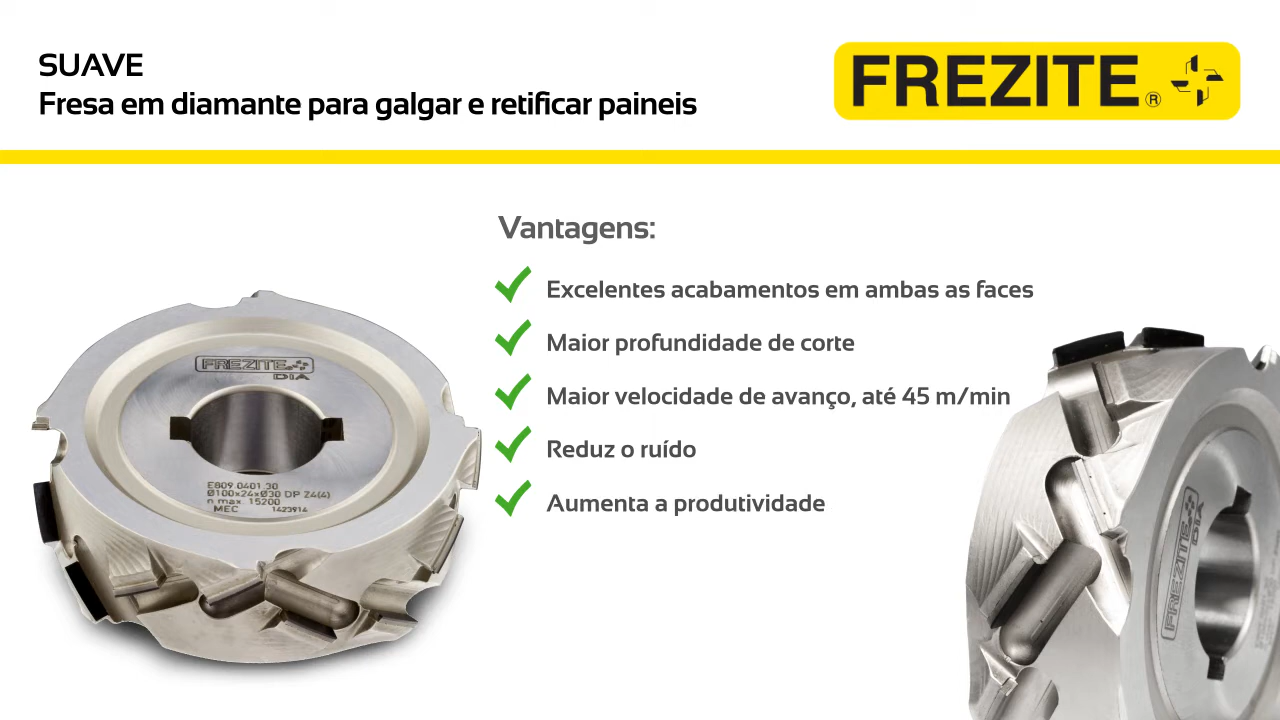 SUAVE
Fresa em diamante para galgar e retificar paineis
FREZITE®
Vantagens:
Excelentes acabamentos em ambas as faces
Maior profundidade de corte
Maior velocidade de avanço, até 45 m/min
Reduz o ruído
Aumenta a produtividade
FREZITE
DIA
E809.0401.30
Ø100x24xØ30 DP Z4(4)
n max. 15200
MEC 1423914
FREZITE
DIA